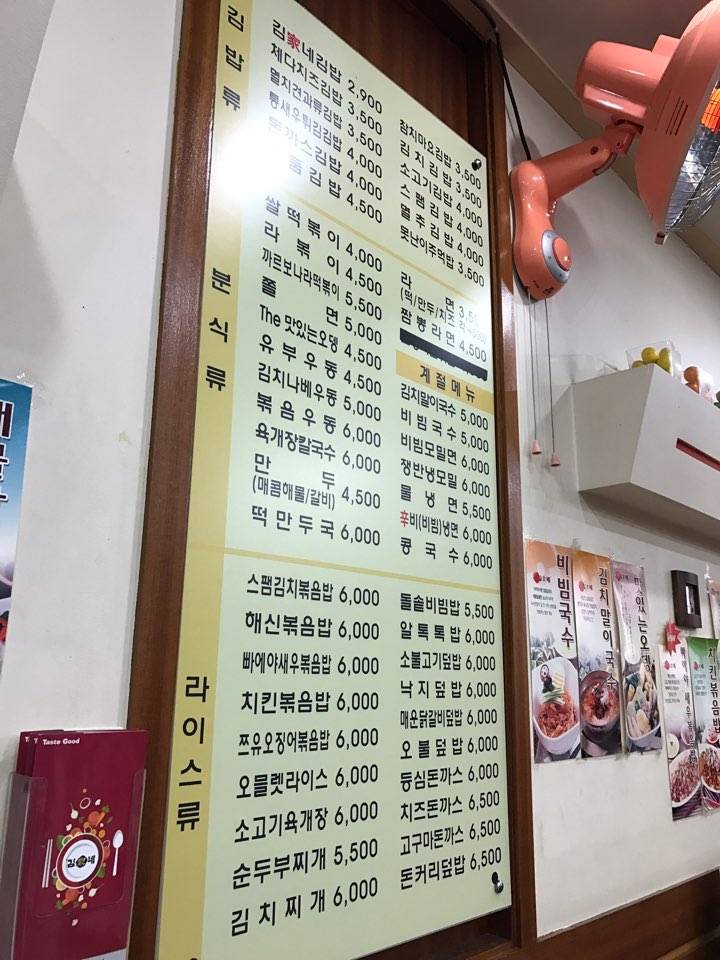 김밥류
김家네김밥 2,900
제다치즈김밥 3,500
멸치견과류김밥 3,500
통새우튀김김밥 4,000
돈까스김밥 4,000
김밥 4,500
참치마요김밥 3,500
김치김밥 3,500
소고기김밥 4,000
스팸김밥 4,000
멸추김밥 4,000
못난이주먹밥 3,500
분식류
쌀떡볶이 4,000
라볶이 4,500
까르보나라떡볶이 5,500
쫄면 5,000
The 맛있는오뎅 4,500
유부우동 4,500
김치나베우동 5,000
볶음우동 6,000
육개장칼국수 6,000
만두 4,500
(매콤해물/갈비)
떡만두국 6,000
라면
(떡/만두/치즈
짬뽕라면 4,500
계절메뉴
김치말이국수 5,000
비빔국수 5,000
비빔모밀면 6,000
쟁반냉모밀 6,000
물냉면 5,500
辛비(비빔)냉면 6,000
콩국수 6,000
라이스류
스팸김치볶음밥 6,000
해신볶음밥 6,000
빠에야새우볶음밥 6,000
치킨볶음밥 6,000
쯔유오징어볶음밥 6,000
오믈렛라이스 6,000
소고기육개장 6,000
순두부찌개 5,500
김치찌개 6,000
돌솥비빔밥 5,500
알톡톡밥 6,000
소불고기덮밥 6,000
낙지덮밥 6,000
매운닭갈비덮밥 6,000
오불덮밥 6,000
등심돈까스 6,000
치즈돈까스 6,500
고구마돈까스 6,500
돈커리덮밥 6,500
비빔국수
김치말이국수
맛있는오뎅
치킨볶음밥
T. T. Taste Good
김家네